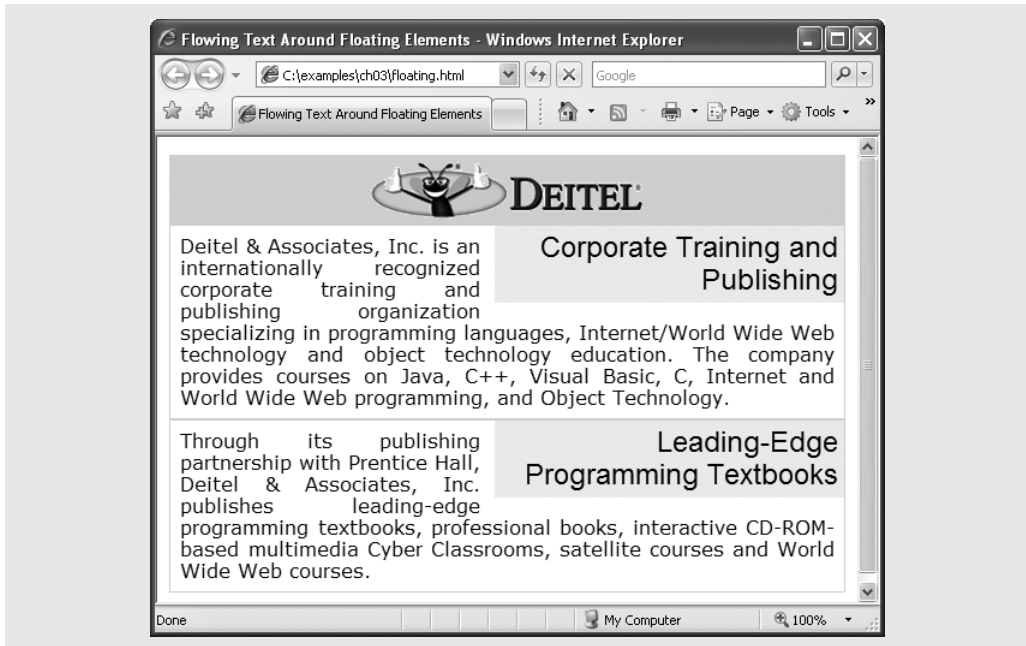 Flowing Text Around Floating Elements - Windows Internet Explorer
C:\examples\ch03\floating.html
Google
Flowing Text Around Floating Elements
Page
Tools
»
DEITEL
Deitel & Associates, Inc. is an
internationally recognized
corporate training and
publishing organization
Corporate Training and
Publishing
specializing in programming languages, Internet/World Wide Web
technology and object technology education. The company
provides courses on Java, C++, Visual Basic, C, Internet and
World Wide Web programming, and Object Technology.
Through its publishing
partnership with Prentice Hall,
Deitel & Associates, Inc.
publishes leading-edge
Leading-Edge
Programming Textbooks
programming textbooks, professional books, interactive CD-ROM-
based multimedia Cyber Classrooms, satellite courses and World
Wide Web courses.
Done
My Computer
100%